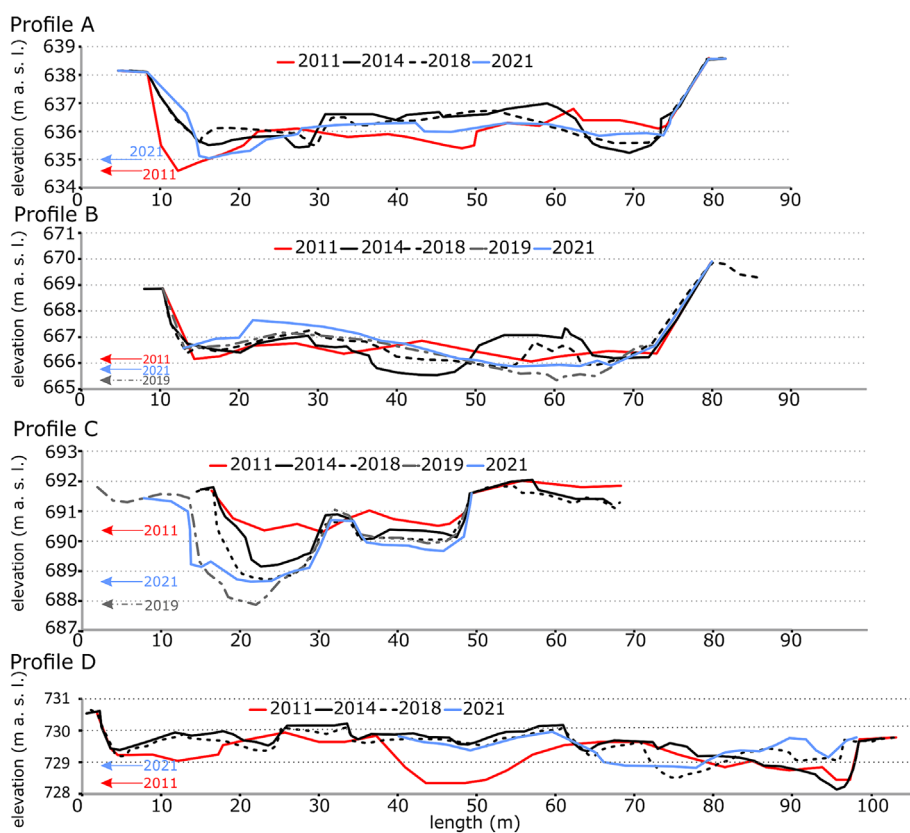 Profile A
elevation (m a. s. l.)
639
638
637
636
635
634
2011 2014 2018 2021
2021
2011
0 10 20 30 40 50 60 70 80 90
Profile B
elevation (m a. s. l.)
671
670
669
668
667
666
665
2011 2014 2018 2019 2021
2011
2021
2019
0 10 20 30 40 50 60 70 80 90
Profile C
elevation (m a. s. l.)
693
692
691
690
689
688
687
2011 2014 2018 2019 2021
2011
2021
2019
0 10 20 30 40 50 60 70 80 90
Profile D
elevation (m a. s. l.)
731
730
729
728
2011 2014 2018 2021
2021
2011
0 10 20 30 40 50 60 70 80 90 100
length (m)